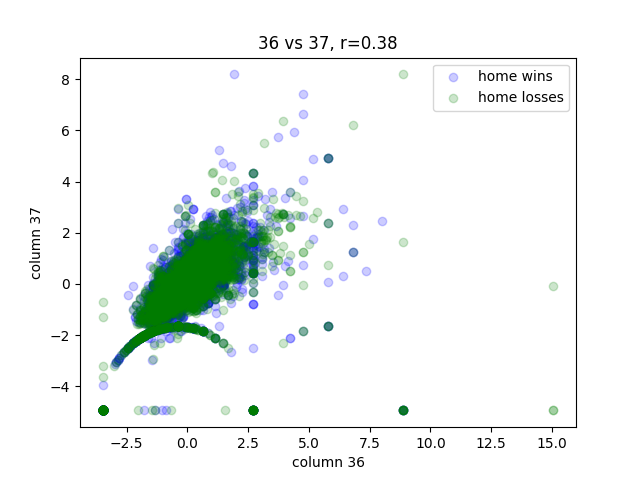 36 vs 37, r=0.38
home wins
home losses
8
6
4
2
0
−2
−4
column 37
−2.5 0.0 2.5 5.0 7.5 10.0 12.5 15.0
column 36